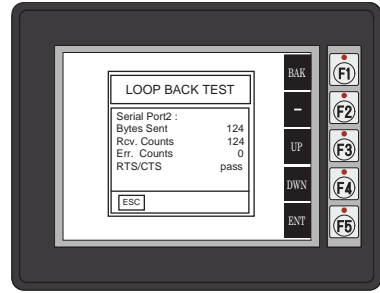 LOOP BACK TEST
Serial Port2 :
Bytes Sent 124
Rcv. Counts 124
Err. Counts 0
RTS/CTS pass
ESC
BAK
–
UP
DWN
ENT
F1
F2
F3
F4
F5